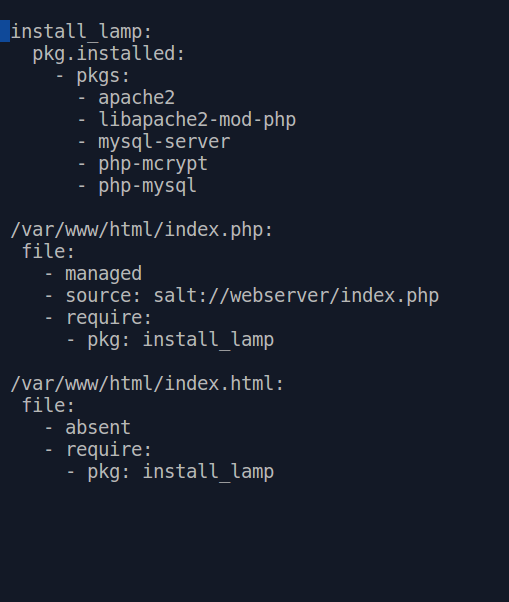 install_lamp:
  pkg.installed:
    - pkgs:
      - apache2
      - libapache2-mod-php
      - mysql-server
      - php-mcrypt
      - php-mysql

/var/www/html/index.php:
 file:
   - managed
   - source: salt://webserver/index.php
   - require:
     - pkg: install_lamp

/var/www/html/index.html:
 file:
   - absent
   - require:
     - pkg: install_lamp